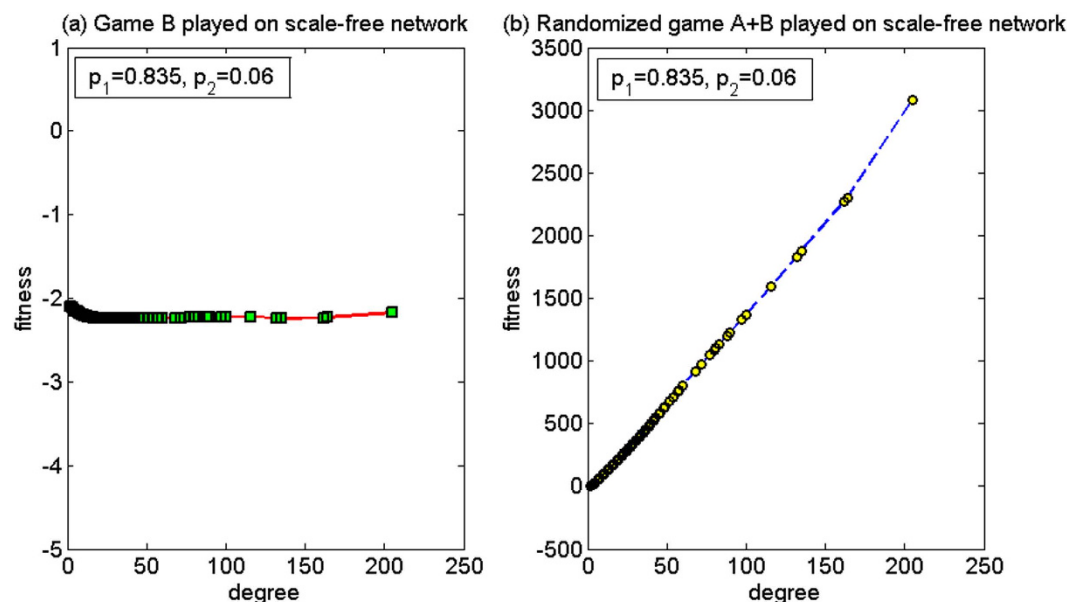 (a) Game B played on scale-free network
p1=0.835, p2=0.06
2
1
0
-1
-2
-3
-4
-5
fitness
0 50 100 150 200 250
degree
(b) Randomized game A+B played on scale-free network
p1=0.835, p2=0.06
3500
3000
2500
2000
1500
1000
500
0
-500
fitness
0 50 100 150 200 250
degree